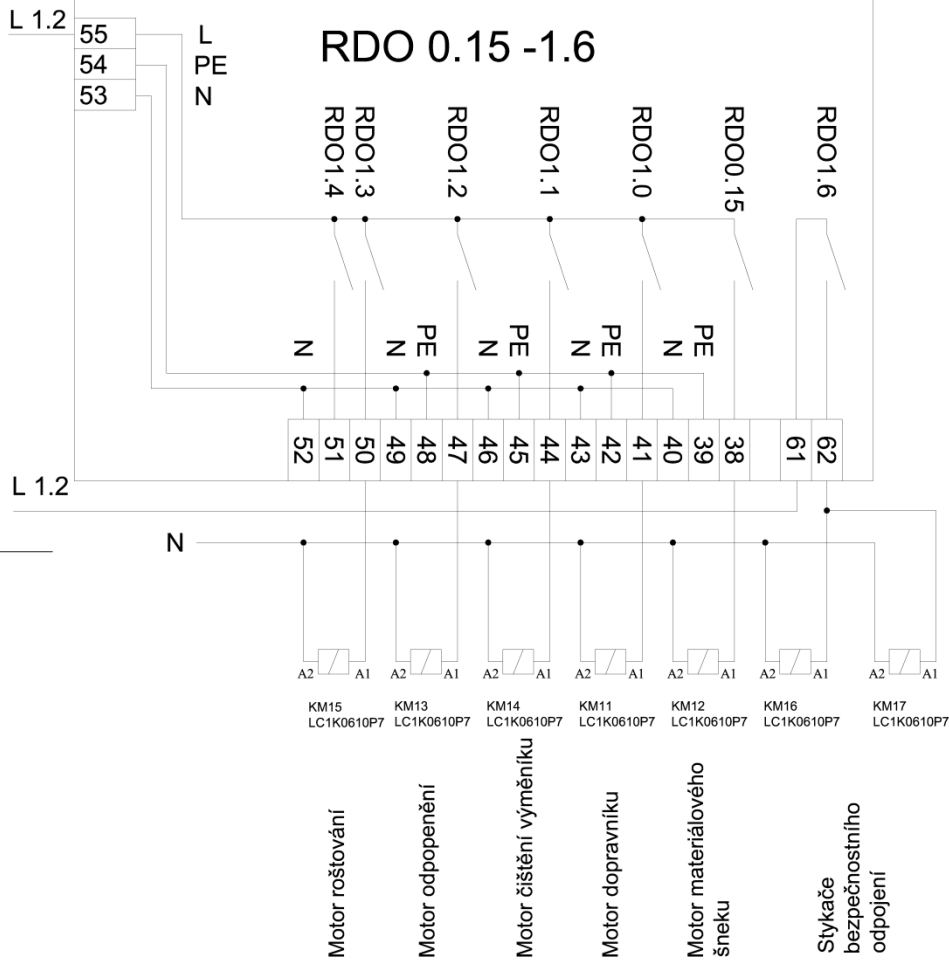 L 1.2
55
L
54
PE
53
N
RDO 0.15 -1.6
RDO1.4
RDO1.3
RDO1.2
RDO1.1
RDO1.0
RDO0.15
RDO1.6
N
N
PE
N
PE
N
PE
N
PE
52
51
50
49
48
47
46
45
44
43
42
41
40
39
38
61
62
L 1.2
N
A2
A1
A2
A1
A2
A1
A2
A1
A2
A1
A2
A1
A2
A1
KM15
LC1K0610P7
KM13
LC1K0610P7
KM14
LC1K0610P7
KM11
LC1K0610P7
KM12
LC1K0610P7
KM16
LC1K0610P7
KM17
LC1K0610P7
Motor roštování
Motor odpopenění
Motor čištění výměníku
Motor dopravníku
Motor materiálového
šneku
Stykače
bezpečnostního
odpojení